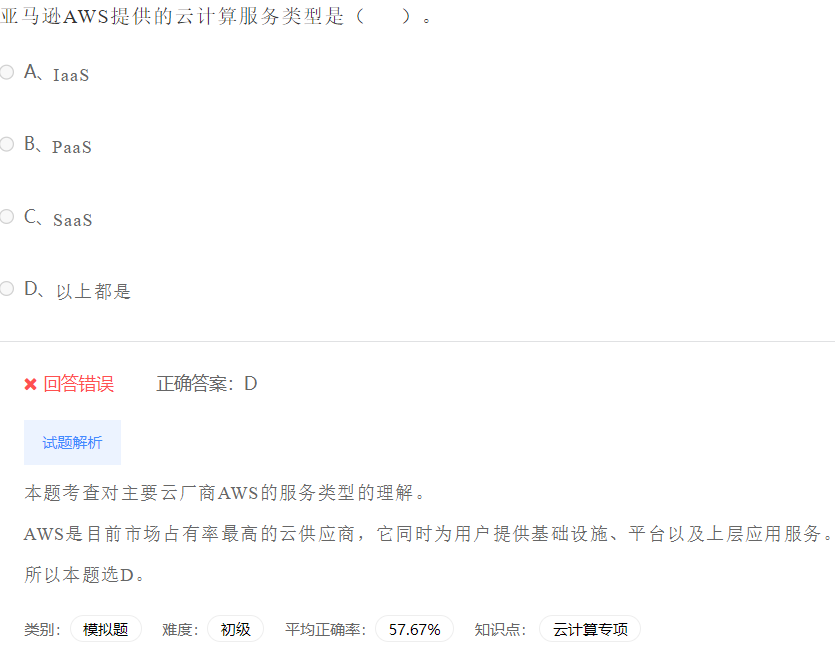 亚马逊AWS提供的云计算服务类型是（　　）。
A、IaaS
B、PaaS
C、SaaS
D、以上都是
回答错误 正确答案：D
试题解析
本题考查对主要云厂商AWS的服务类型的理解。
AWS是目前市场占有率最高的云供应商，它同时为用户提供基础设施、平台以及上层应用服务。
所以本题选D。
类别： 模拟题 难度： 初级 平均正确率： 57.67% 知识点： 云计算专项